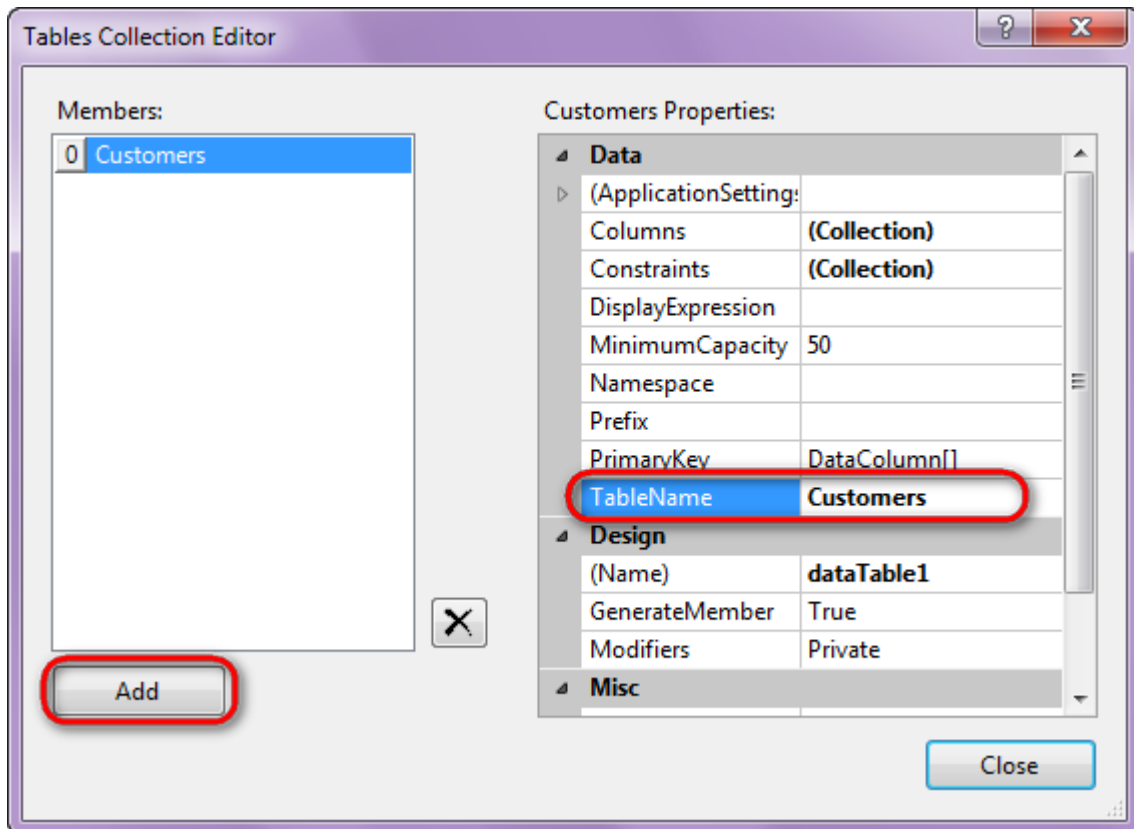 Tables Collection Editor
?
Members:
Customers Properties:
0 Customers
Data
(ApplicationSettings
Columns (Collection)
Constraints (Collection)
DisplayExpression
MinimumCapacity 50
Namespace
Prefix
PrimaryKey DataColumn[]
TableName Customers
Design
(Name) dataTable1
GenerateMember True
Modifiers Private
Misc
Add
Close